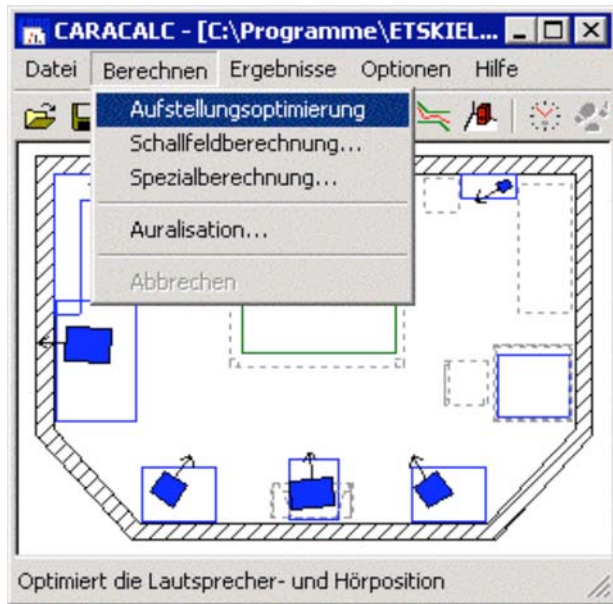 CARACALC - [C:\Programme\ETSKIEL...
Datei Berechnen Ergebnisse Optionen Hilfe
Aufstellungsoptimierung
Schallfeldberechnung...
Spezialberechnung...
Auralisation...
Abbrechen
Optimiert die Lautsprecher- und Hörposition